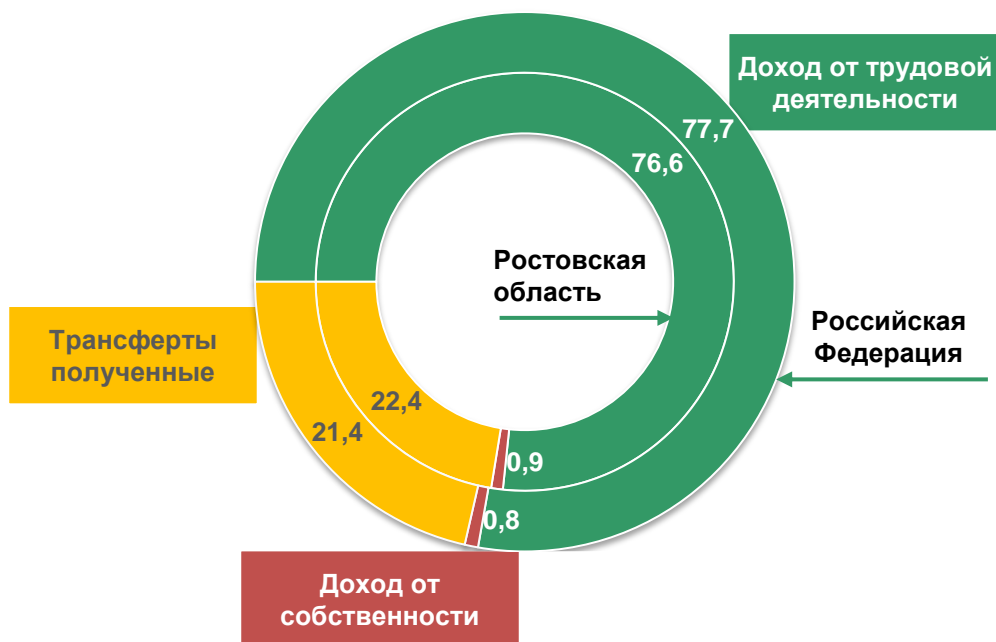 Доход от трудовой
деятельности
77,7
76,6
Ростовская
область
Российская
Федерация
Трансферты
полученные
22,4
21,4
0,9
0,8
Доход от
собственности